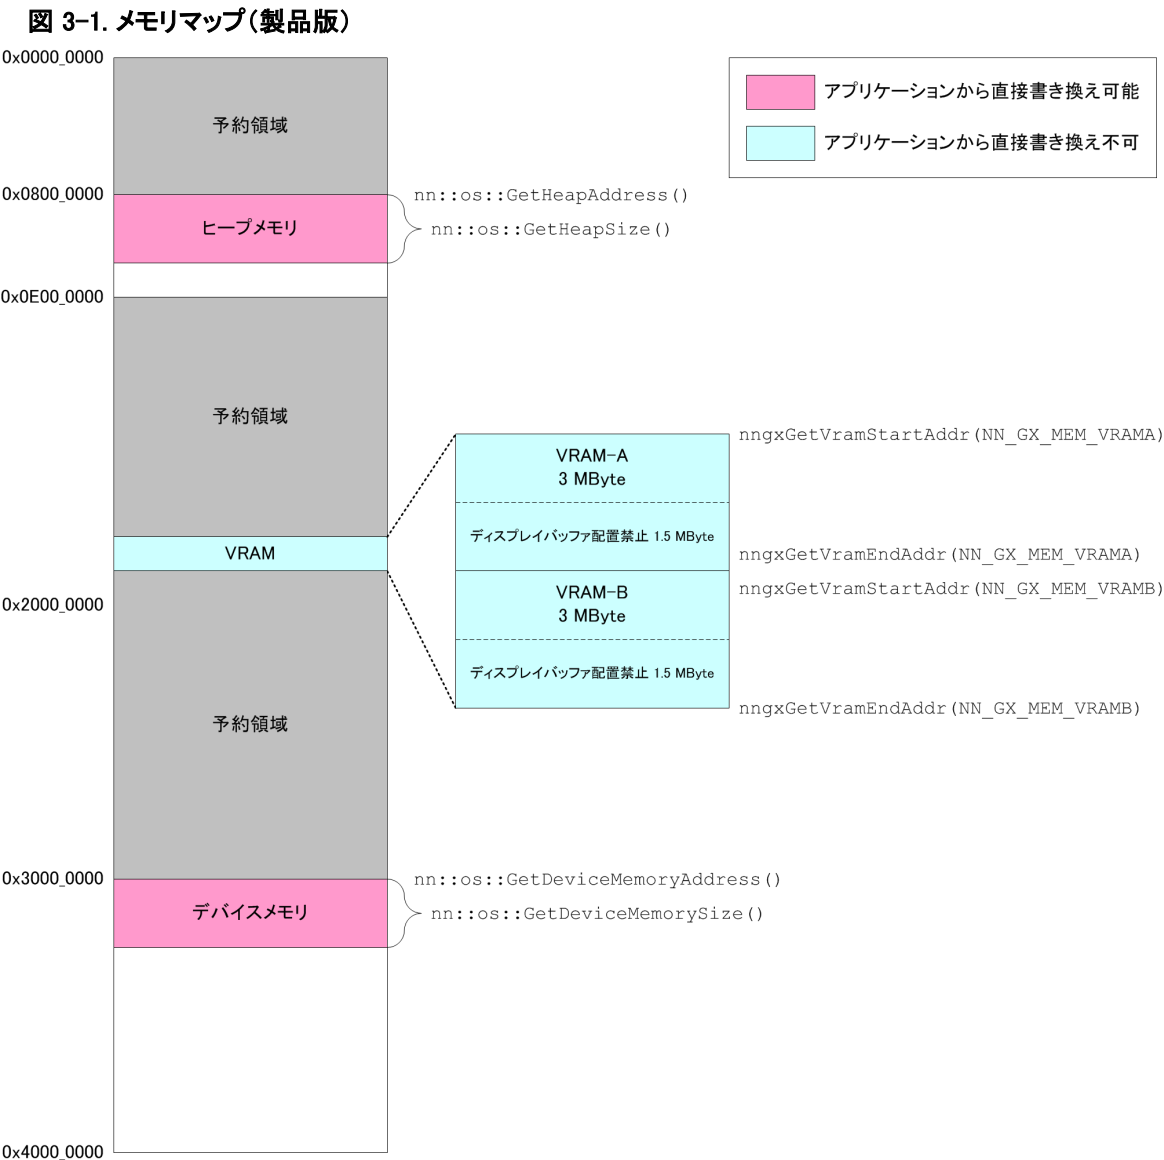 図 3-1. メモリマップ（製品版）
0x0000_0000
アプリケーションから直接書き換え可能
予約領域
アプリケーションから直接書き換え不可
0x0800_0000
nn::os::GetHeapAddress()
ヒープメモリ
nn::os::GetHeapSize()
0x0E00_0000
予約領域
nngxGetVramStartAddr(NN_GX_MEM_VRAMA)
VRAM-A
3 MByte
ディスプレイバッファ配置禁止 1.5 MByte
VRAM
nngxGetVramEndAddr(NN_GX_MEM_VRAMA)
VRAM-B
nngxGetVramStartAddr(NN_GX_MEM_VRAMB)
0x2000_0000
3 MByte
ディスプレイバッファ配置禁止 1.5 MByte
nngxGetVramEndAddr(NN_GX_MEM_VRAMB)
予約領域
0x3000_0000
nn::os::GetDeviceMemoryAddress()
デバイスメモリ
nn::os::GetDeviceMemorySize()
0x4000_0000